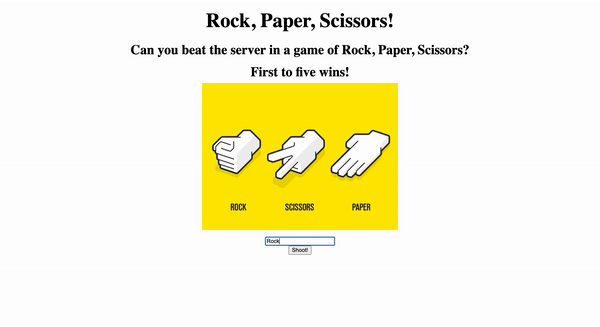 Rock, Paper, Scissors!
Can you beat the server in a game of Rock, Paper, Scissors?
First to five wins!
ROCK SCISSORS PAPER
Rock
Shoot!